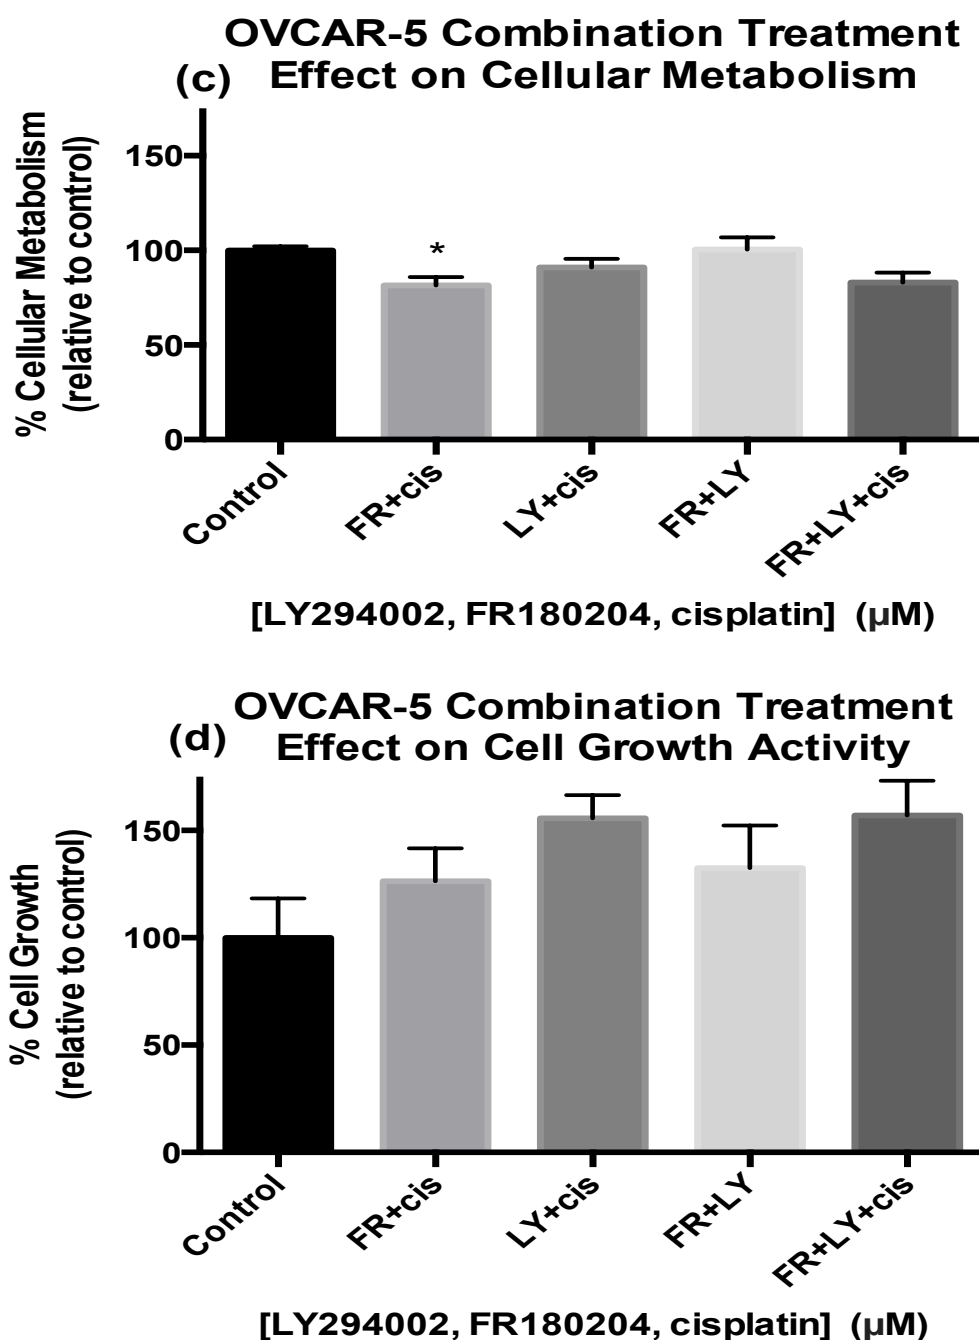 OVCAR-5 Combination Treatment
(c) Effect on Cellular Metabolism
% Cellular Metabolism
(relative to control)
150
100
50
0
*
Control
FR+cis
LY+cis
FR+LY
FR+LY+cis
[LY294002, FR180204, cisplatin] (µM)
OVCAR-5 Combination Treatment
(d) Effect on Cell Growth Activity
% Cell Growth
(relative to control)
150
100
50
0
Control
FR+cis
LY+cis
FR+LY
FR+LY+cis
[LY294002, FR180204, cisplatin] (µM)